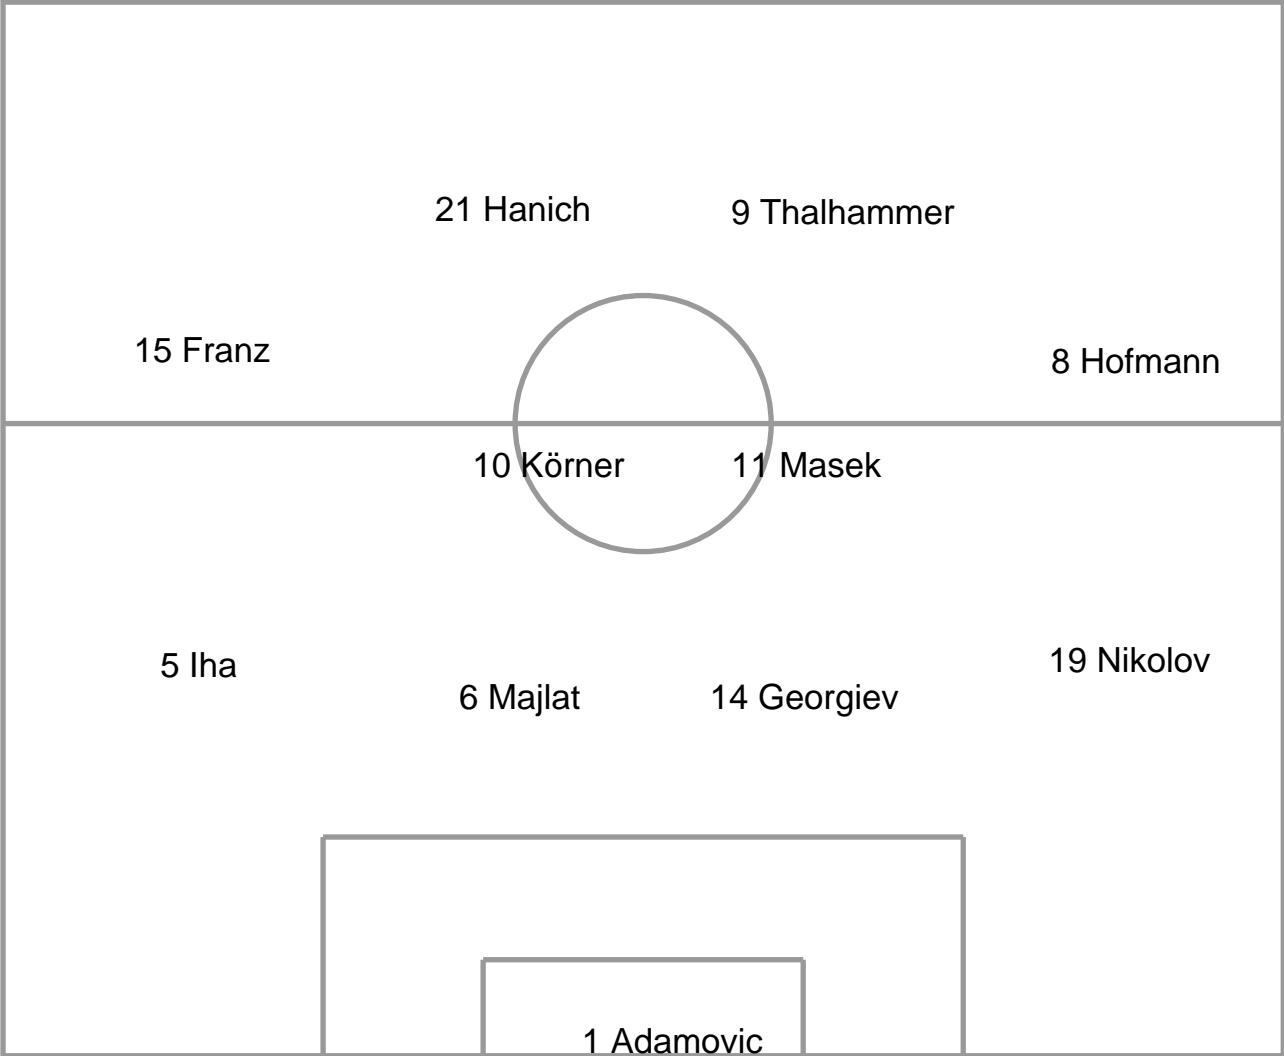 21 Hanich
9 Thalhammer
15 Franz
8 Hofmann
10 Körner
11 Masek
5 Iha
19 Nikolov
6 Majlat
14 Georgiev
1 Adamovic